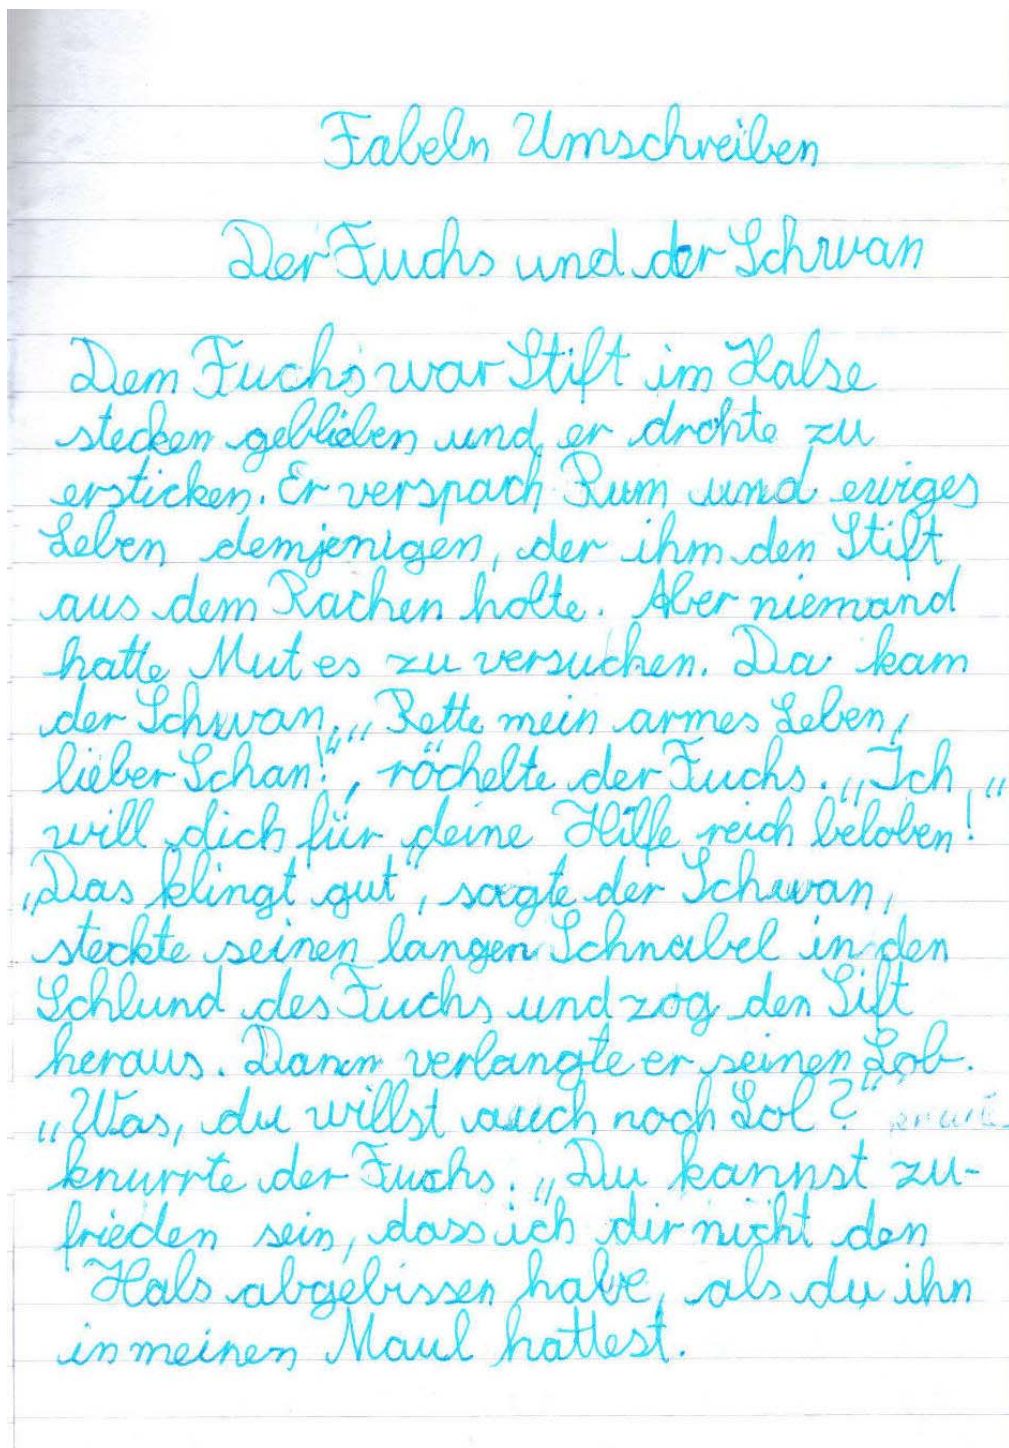 Fabeln Umschreiben
Der Fuchs und der Schwan
Dem Fuchs war Stift im Halse
stecken geblieben und er drohte zu
ersticken. Er verspach Rum und ewiges
Leben demjenigen, der ihm den Stift
aus dem Rachen holte. Aber niemand
hatte Mut es zu versuchen. Da kam
der Schwan. „Rette mein armes Leben,
lieber Schan!“, röchelte der Fuchs. „Ich
will dich für deine Hilfe reich beloben!“
„Das klingt gut“, sagte der Schwan,
steckte seinen langen Schnabel in den
Schlund des Fuchs und zog den Sift
heraus. Dann verlangte er seinen Lob.
„Was, du willst auch noch Lol?“
knurrte der Fuchs. „Du kannst zu-
frieden sein, dass ich dir nicht den
Hals abgebissen habe, als du ihn
in meinen Maul hattest.